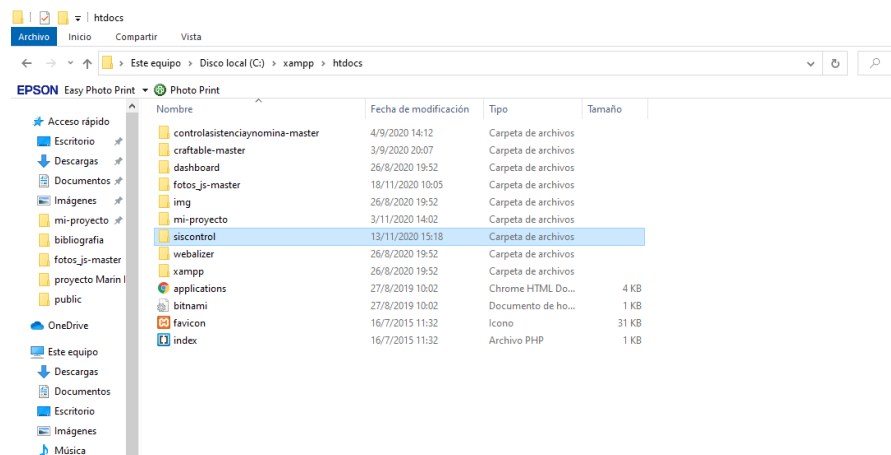 htdocs
Archivo Inicio Compartir Vista
Este equipo > Disco local (C:) > xampp > htdocs
EPSON Easy Photo Print Photo Print
Nombre Fecha de modificación Tipo Tamaño
Acceso rápido
Escritorio
Descargas
Documentos
Imágenes
mi-proyecto
bibliografia
fotos_js-master
proyecto Marin
public
OneDrive
Este equipo
Descargas
Documentos
Escritorio
Imágenes
Música
controlasistenciaynomina-master 4/9/2020 14:12 Carpeta de archivos
craftable-master 3/9/2020 20:07 Carpeta de archivos
dashboard 26/8/2020 19:52 Carpeta de archivos
fotos_js-master 18/11/2020 10:05 Carpeta de archivos
img 26/8/2020 19:52 Carpeta de archivos
mi-proyecto 3/11/2020 14:02 Carpeta de archivos
siscontrol 13/11/2020 15:18 Carpeta de archivos
webalizer 26/8/2020 19:52 Carpeta de archivos
xampp 26/8/2020 19:52 Carpeta de archivos
applications 27/8/2019 10:02 Chrome HTML Do... 4 KB
bitnami 27/8/2019 10:02 Documento de ho... 1 KB
favicon 16/7/2015 11:32 Icono 31 KB
index 16/7/2015 11:32 Archivo PHP 1 KB